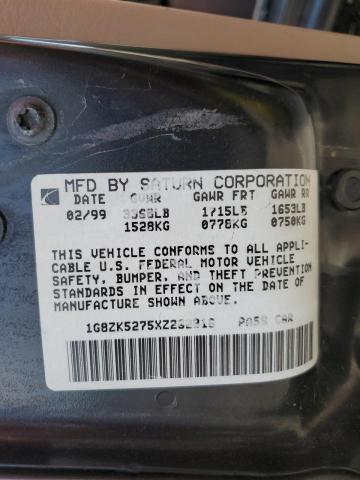 MFD BY SATURN CORPORATION
DATE GVWR GAWR FRT GAWR RR
02/99 LB 1715LB 1653LB
1528KG 0778KG 0750KG
THIS VEHICLE CONFORMS TO ALL APPLI-
CABLE U.S. FEDERAL MOTOR VEHICLE
SAFETY, BUMPER, AND THEFT PREVENTION
STANDARDS IN EFFECT ON THE DATE OF
MANUFACTURE SHOWN ABOVE.
PASS CAR